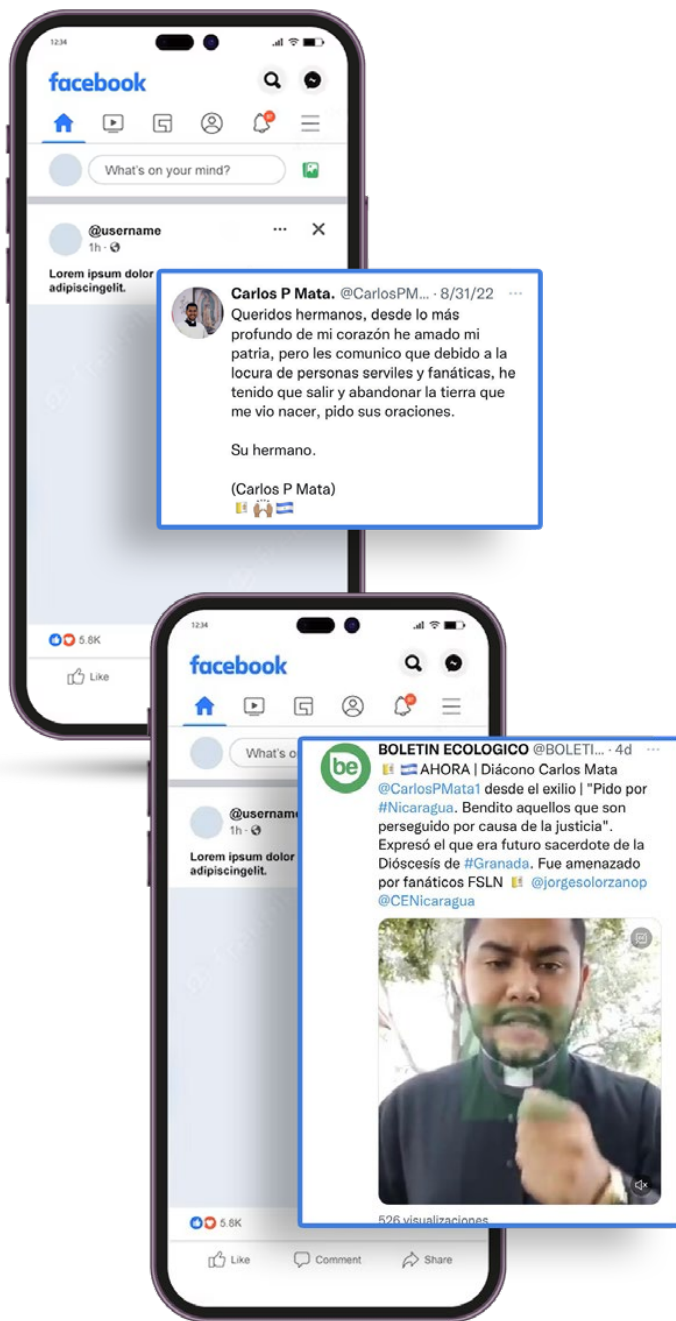 12:34
facebook
What's on your mind?
@username
1h ·
Lorem ipsum dolor
adipiscingelit.
Carlos P Mata. @CarlosPM... · 8/31/22 ...
Queridos hermanos, desde lo más
profundo de mi corazón he amado mi
patria, pero les comunico que debido a la
locura de personas serviles y fanáticas, he
tenido que salir y abandonar la tierra que
me vio nacer, pido sus oraciones.
Su hermano.
(Carlos P Mata)
5.8K
Like
12:34
facebook
What's o
@username
1h ·
Lorem ipsum dolor
adipiscingelit.
be
BOLETIN ECOLOGICO @BOLETI... · 4d ...
AHORA | Diácono Carlos Mata
@CarlosPMata1 desde el exilio | "Pido por
#Nicaragua. Bendito aquellos que son
perseguido por causa de la justicia".
Expresó el que era futuro sacerdote de la
Dióscesís de #Granada. Fue amenazado
por fanáticos FSLN @jorgesolorzanop
@CENicaragua
526 visualizaciones
5.8K
Like Comment Share